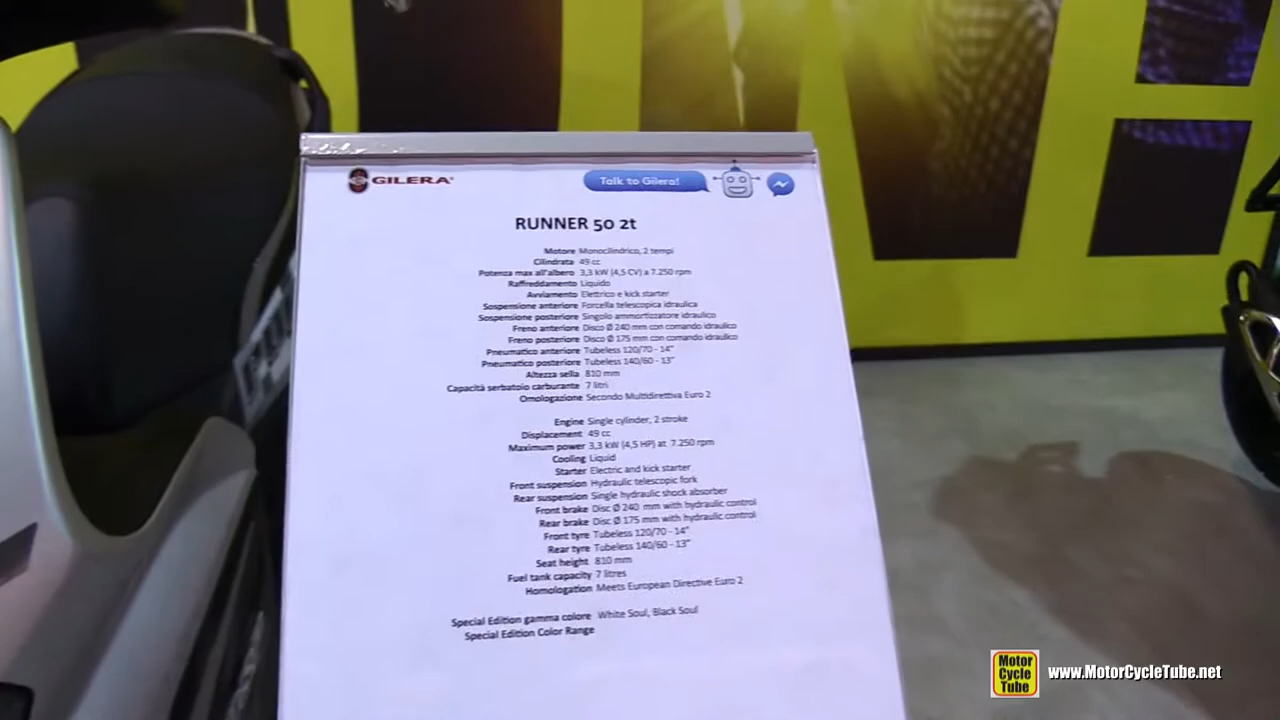 GILERA
Talk to Gilera!
RUNNER 50 2t
Motore Monocilindrico, 2 tempi
Cilindrata 49 cc
Potenza max all'albero 3,3 kW (4,5 CV) a 7.250 rpm
Raffreddamento Liquido
Avviamento Elettrico e kick starter
Sospensione anteriore Forcella telescopica idraulica
Sospensione posteriore Singolo ammortizzatore idraulico
Freno anteriore Disco Ø 240 mm con comando idraulico
Freno posteriore Disco Ø 175 mm con comando idraulico
Pneumatico anteriore Tubeless 120/70 - 14"
Pneumatico posteriore Tubeless 140/60 - 13"
Altezza sella 810 mm
Capacità serbatoio carburante 7 litri
Omologazione Secondo Multidirettiva Euro 2
Engine Single cylinder, 2 stroke
Displacement 49 cc
Maximum power 3,3 kW (4,5 HP) at 7.250 rpm
Cooling Liquid
Starter Electric and kick starter
Front suspension Hydraulic telescopic fork
Rear suspension Single hydraulic shock absorber
Front brake Disc Ø 240 mm with hydraulic control
Rear brake Disc Ø 175 mm with hydraulic control
Front tyre Tubeless 120/70 - 14"
Rear tyre Tubeless 140/60 - 13"
Seat height 810 mm
Fuel tank capacity 7 litres
Homologation Meets European Directive Euro 2
Special Edition gamma colore White Soul, Black Soul
Special Edition Color Range
Motor
Cycle
Tube
www.MotorCycleTube.net